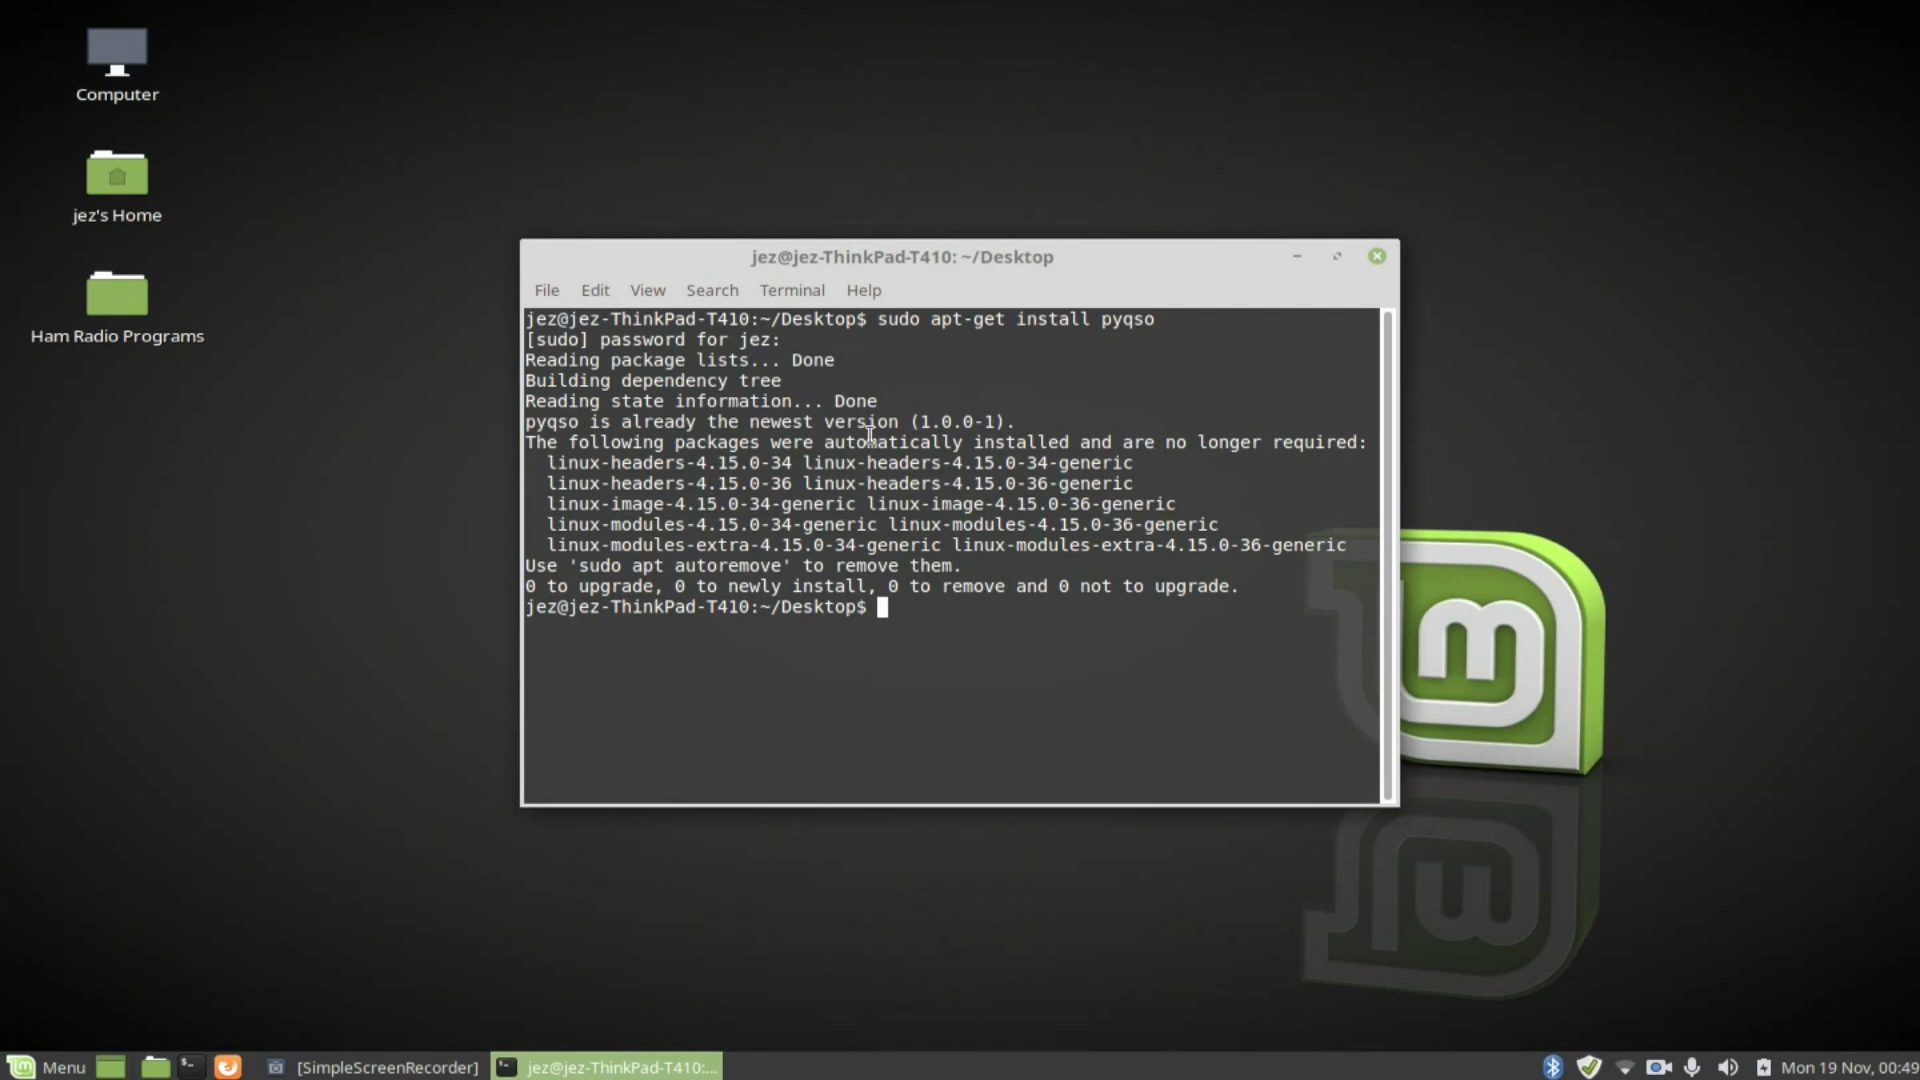 Computer
jez's Home
Ham Radio Programs
jez@jez-ThinkPad-T410: ~/Desktop
File Edit View Search Terminal Help
jez@jez-ThinkPad-T410:~/Desktop$ sudo apt-get install pyqso
[sudo] password for jez:
Reading package lists... Done
Building dependency tree
Reading state information... Done
pyqso is already the newest version (1.0.0-1).
The following packages were automatically installed and are no longer required:
  linux-headers-4.15.0-34 linux-headers-4.15.0-34-generic
  linux-headers-4.15.0-36 linux-headers-4.15.0-36-generic
  linux-image-4.15.0-34-generic linux-image-4.15.0-36-generic
  linux-modules-4.15.0-34-generic linux-modules-4.15.0-36-generic
  linux-modules-extra-4.15.0-34-generic linux-modules-extra-4.15.0-36-generic
Use 'sudo apt autoremove' to remove them.
0 to upgrade, 0 to newly install, 0 to remove and 0 not to upgrade.
jez@jez-ThinkPad-T410:~/Desktop$
Menu [SimpleScreenRecorder] jez@jez-ThinkPad-T410:... Mon 19 Nov, 00:49